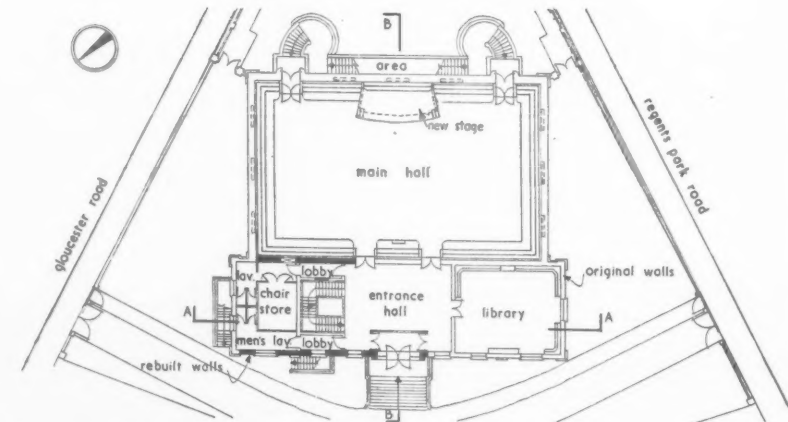 B
area
new stage
main hall
gloucester road
regents park road
lav.
lobby
chair
store
entrance
hall
library
original walls
A
A
men's lav.
lobby
rebuilt walls
B